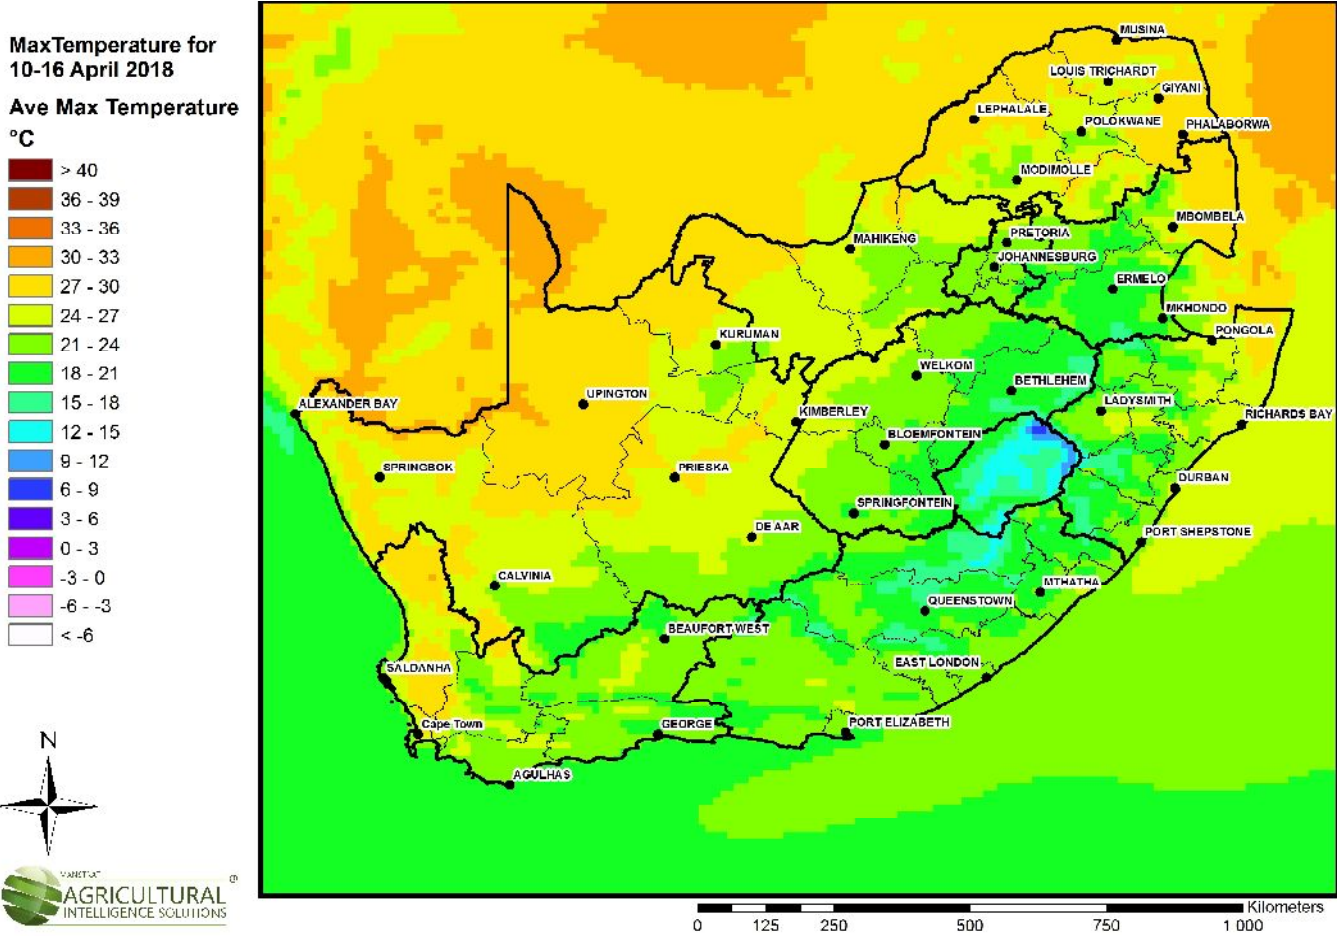 MaxTemperature for
10-16 April 2018
Ave Max Temperature
°C
> 40
36 - 39
33 - 36
30 - 33
27 - 30
24 - 27
21 - 24
18 - 21
15 - 18
12 - 15
9 - 12
6 - 9
3 - 6
0 - 3
-3 - 0
-6 - -3
< -6
N
AGRICULTURAL®
INTELLIGENCE SOLUTIONS
MUSINA
LOUIS TRICHARDT
GIYANI
LEPHALALE
POLOKWANE
PHALABORWA
MODIMOLLE
MBOMBELA
PRETORIA
MAHIKENG
JOHANNESBURG
ERMELO
MKHONDO
PONGOLA
KURUMAN
WELKOM
BETHLEHEM
UPINGTON
LADYSMITH
ALEXANDER BAY
KIMBERLEY
RICHARDS BAY
BLOEMFONTEIN
SPRINGBOK
PRIESKA
DURBAN
SPRINGFONTEIN
DE AAR
PORT SHEPSTONE
CALVINIA
MTHATHA
QUEENSTOWN
BEAUFORT WEST
EAST LONDON
SALDANHA
Cape Town
GEORGE
PORT ELIZABETH
AGULHAS
Kilometers
0 125 250 500 750 1 000